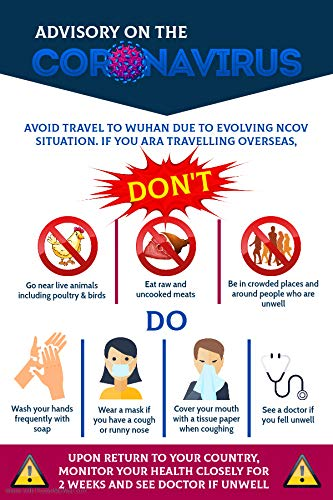 ADVISORY ON THE
CORONAVIRUS
AVOID TRAVEL TO WUHAN DUE TO EVOLVING NCOV
SITUATION. IF YOU ARA TRAVELLING OVERSEAS,
DON'T
Go near live animals
including poultry & birds
Eat raw and
uncooked meats
Be in crowded places and
around people who are
unwell
DO
Wash your hands
frequently with
soap
Wear a mask if
you have a cough
or runny nose
Cover your mouth
with a tissue paper
when coughing
See a doctor if
you fell unwell
UPON RETURN TO YOUR COUNTRY,
MONITOR YOUR HEALTH CLOSELY FOR
2 WEEKS AND SEE DOCTOR IF UNWELL